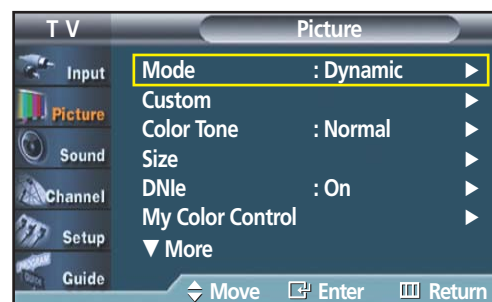 T V
Picture
Input
Picture
Sound
Channel
Setup
Guide
Mode : Dynamic ▶
Custom ▶
Color Tone : Normal ▶
Size ▶
DNIe : On ▶
My Color Control ▶
▼ More
Move Enter Return